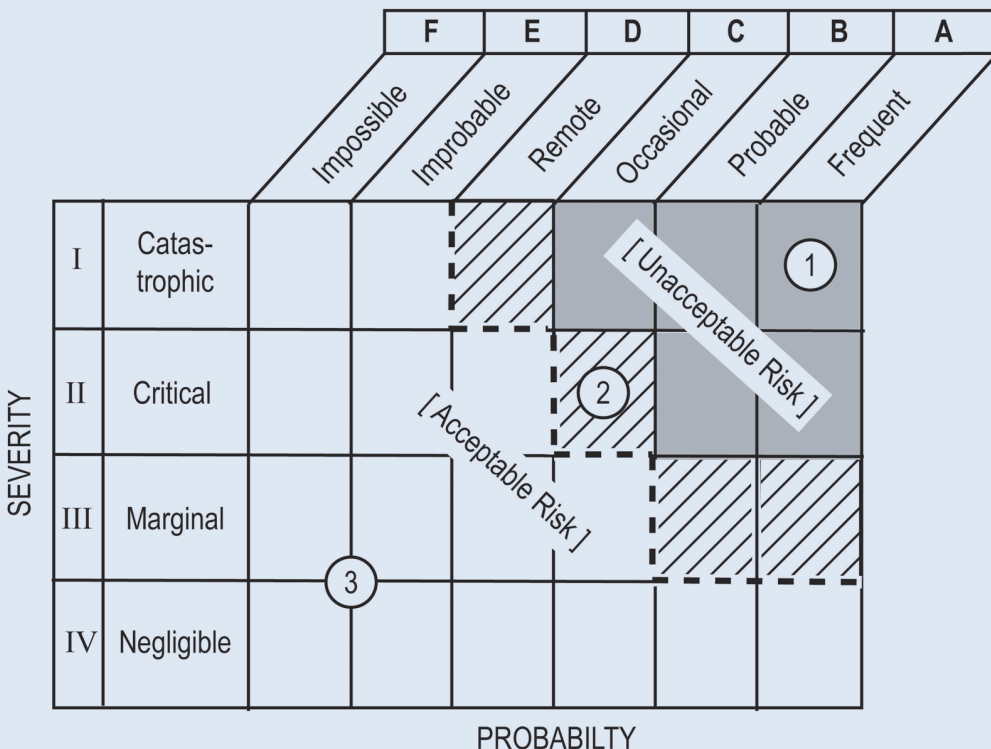 F E D C B A
Impossible
Improbable
Remote
Occasional
Probable
Frequent
I Catas-
trophic
[ Unacceptable Risk ]
1
II Critical
2
[ Acceptable Risk ]
III Marginal
3
IV Negligible
SEVERITY
PROBABILTY